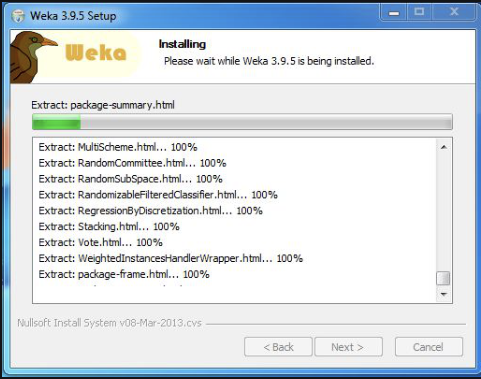 Weka 3.9.5 Setup
Weka
Installing
Please wait while Weka 3.9.5 is being installed.
Extract: package-summary.html
Extract: MultiScheme.html... 100%
Extract: RandomCommittee.html... 100%
Extract: RandomSubSpace.html... 100%
Extract: RandomizableFilteredClassifier.html... 100%
Extract: RegressionByDiscretization.html... 100%
Extract: Stacking.html... 100%
Extract: Vote.html... 100%
Extract: WeightedInstancesHandlerWrapper.html... 100%
Extract: package-frame.html... 100%
Nullsoft Install System v08-Mar-2013.cvs
< Back
Next >
Cancel